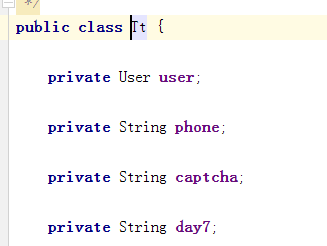 */
public class Tt {
private User user;
private String phone;
private String captcha;
private String day7;